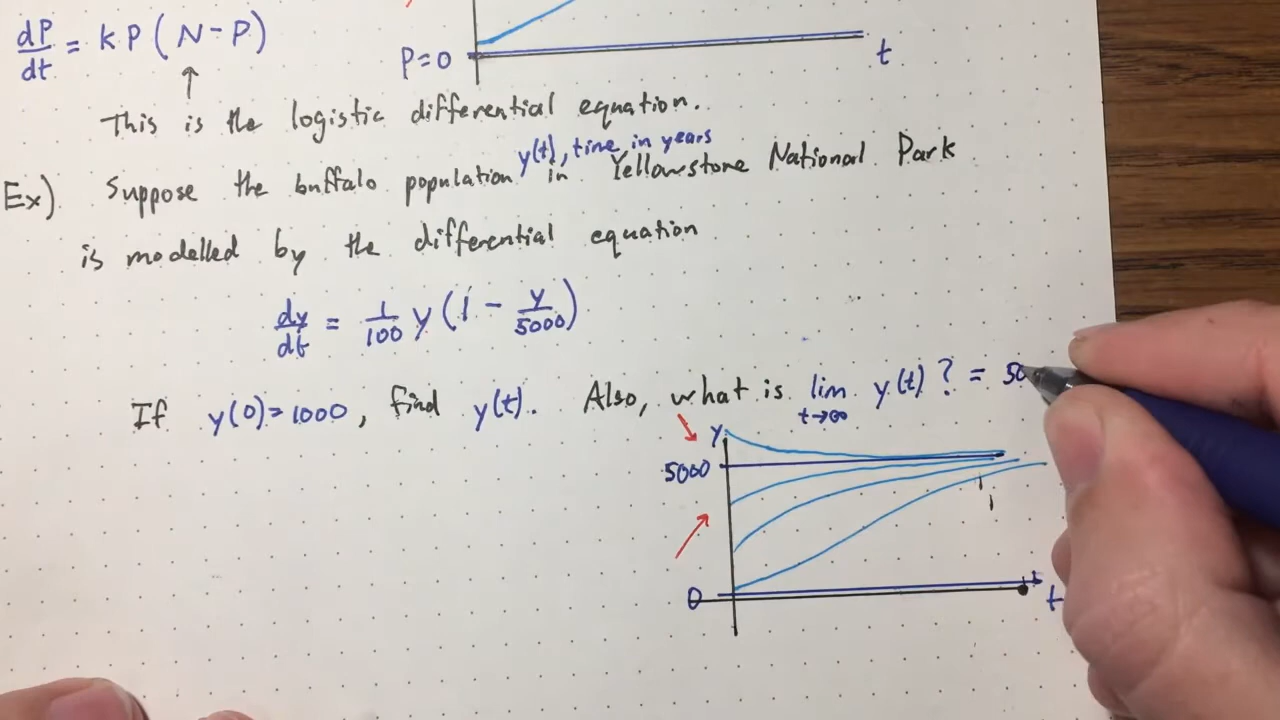 dP/dt = kP(N-P)
P=0
t
↑
This is the logistic differential equation.
y(t), time in years
Ex) Suppose the buffalo population in Yellowstone National Park
is modelled by the differential equation
dy/dt = 1/100 y(1 - y/5000)
If y(0)=1000, find y(t). Also, what is lim t→∞ y(t)? = 50
y
5000
0
t